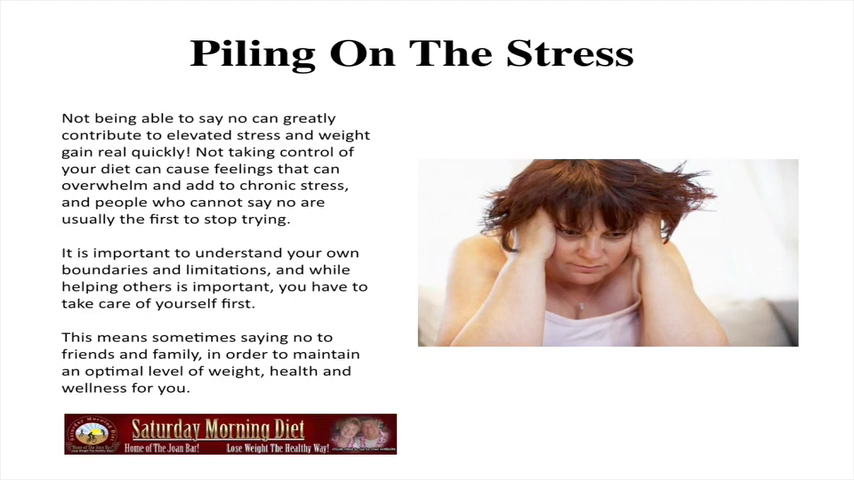 Piling On The Stress
Not being able to say no can greatly
contribute to elevated stress and weight
gain real quickly! Not taking control of
your diet can cause feelings that can
overwhelm and add to chronic stress,
and people who cannot say no are
usually the first to stop trying.
It is important to understand your own
boundaries and limitations, and while
helping others is important, you have to
take care of yourself first.
This means sometimes saying no to
friends and family, in order to maintain
an optimal level of weight, health and
wellness for you.
Saturday Morning Diet
Home of The Joan Bar! Lose Weight The Healthy Way!